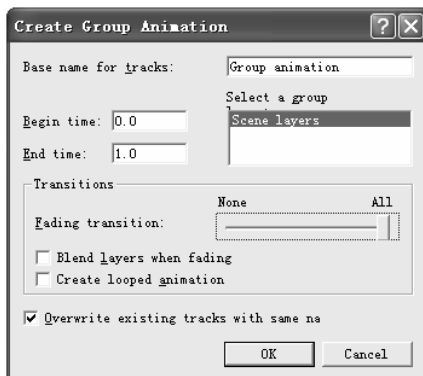 Create Group Animation
Base name for tracks: Group animation
Select a group
Begin time: 0.0
Scene layers
End time: 1.0
Transitions
None All
Fading transition:
Blend layers when fading
Create looped animation
Overwrite existing tracks with same na
OK Cancel